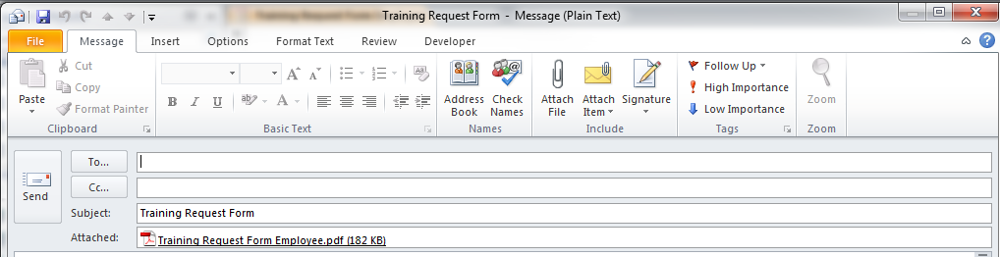 Training Request Form - Message (Plain Text)
File Message Insert Options Format Text Review Developer
Paste
Cut
Copy
Format Painter
Clipboard
B I U ab A
Basic Text
Address Book
Check Names
Names
Attach File
Attach Item
Signature
Include
Follow Up
High Importance
Low Importance
Tags
Zoom
Zoom
Send
To...
Cc...
Subject: Training Request Form
Attached: Training Request Form Employee.pdf (182 KB)